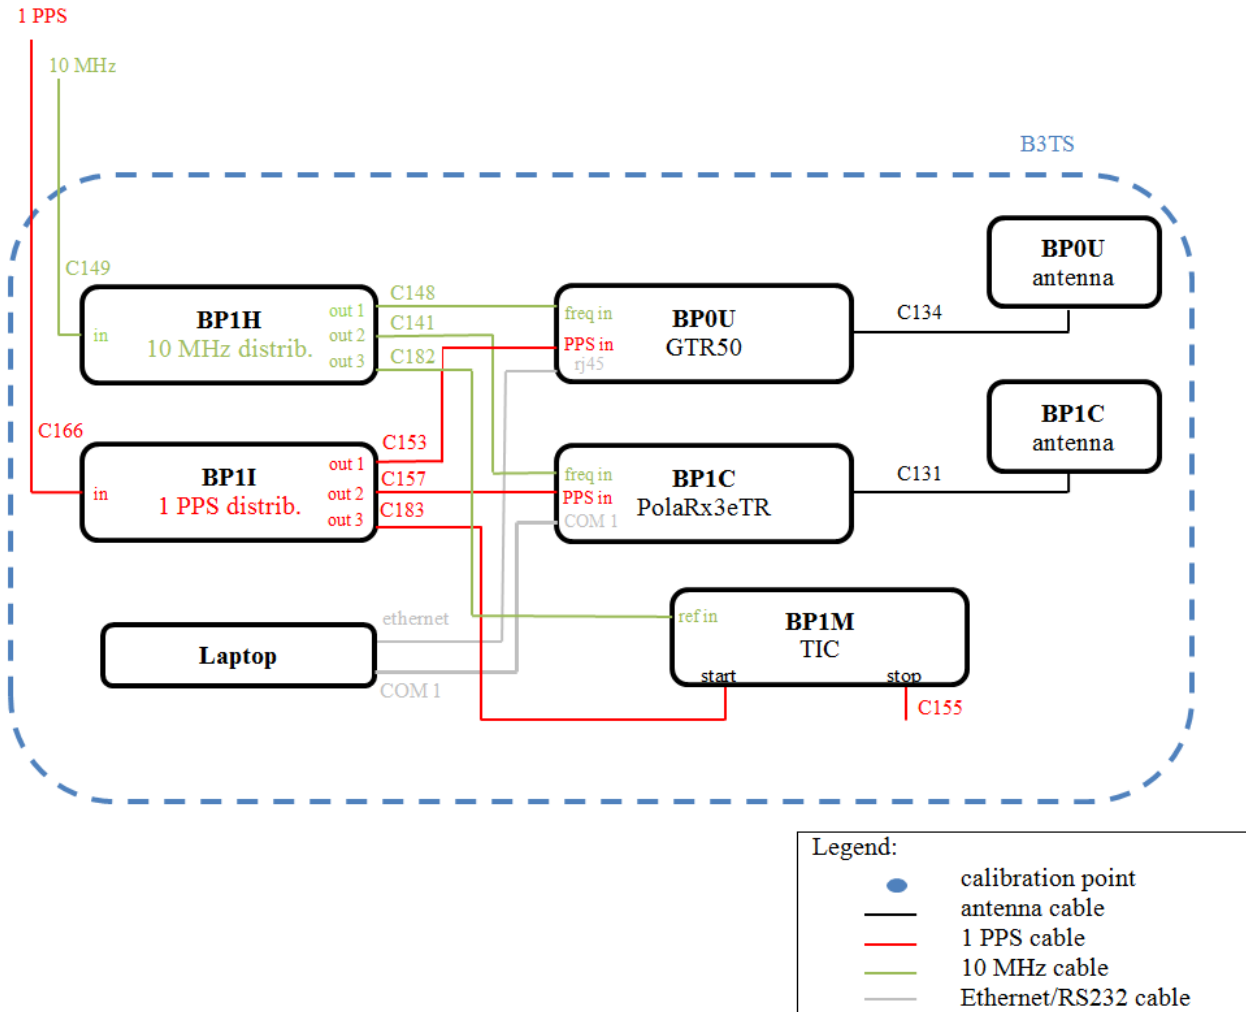 1 PPS
10 MHz
B3TS
C149
BP1H
10 MHz distrib.
in
out 1
out 2
out 3
C148
C141
C182
freq in
PPS in
rj45
BP0U
GTR50
C134
BP0U
antenna
C166
BP1I
1 PPS distrib.
in
out 1
out 2
out 3
C153
C157
C183
freq in
PPS in
COM 1
BP1C
PolaRx3eTR
C131
BP1C
antenna
Laptop
ethernet
COM 1
ref in
BP1M
TIC
start
stop
C155
Legend:
calibration point
antenna cable
1 PPS cable
10 MHz cable
Ethernet/RS232 cable